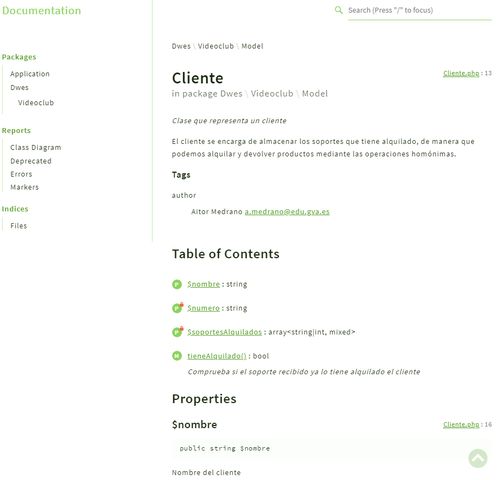 Documentation
Search (Press "/" to focus)
Packages
Application
Dwes
Videoclub
Reports
Class Diagram
Deprecated
Errors
Markers
Indices
Files
Dwes \ Videoclub \ Model
Cliente
Cliente.php : 13
in package Dwes \ Videoclub \ Model
Clase que representa un cliente
El cliente se encarga de almacenar los soportes que tiene alquilado, de manera que
podemos alquilar y devolver productos mediante las operaciones homónimas.
Tags
author
Aitor Medrano a.medrano@edu.gva.es
Table of Contents
P $nombre : string
P $numero : string
P $soportesAlquilados : array<string|int, mixed>
M tieneAlquilado() : bool
Comprueba si el soporte recibido ya lo tiene alquilado el cliente
Properties
$nombre
Cliente.php : 16
public string $nombre
Nombre del cliente